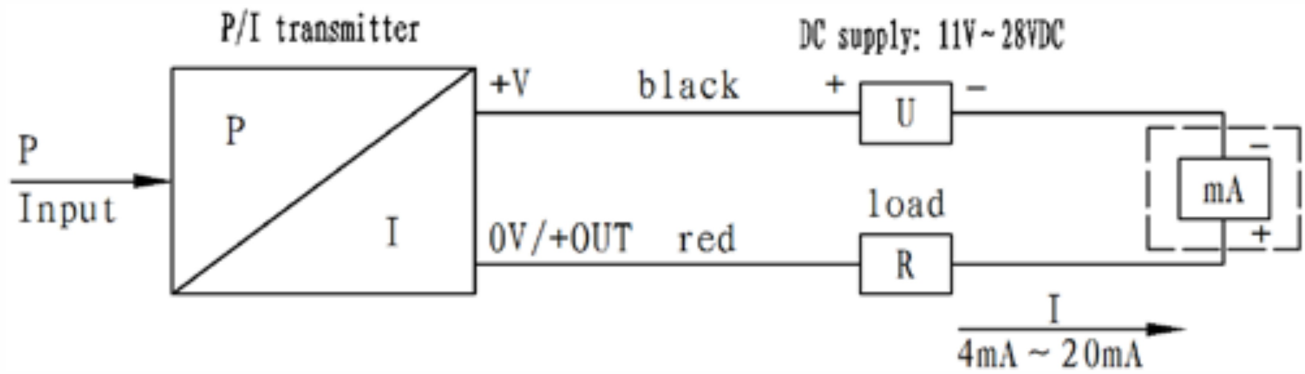 P/I transmitter
DC supply: 11V~28VDC
+V black + U -
P
P
Input
I
0V/+OUT red
load
R
-
mA
+
I
4mA ~ 20mA